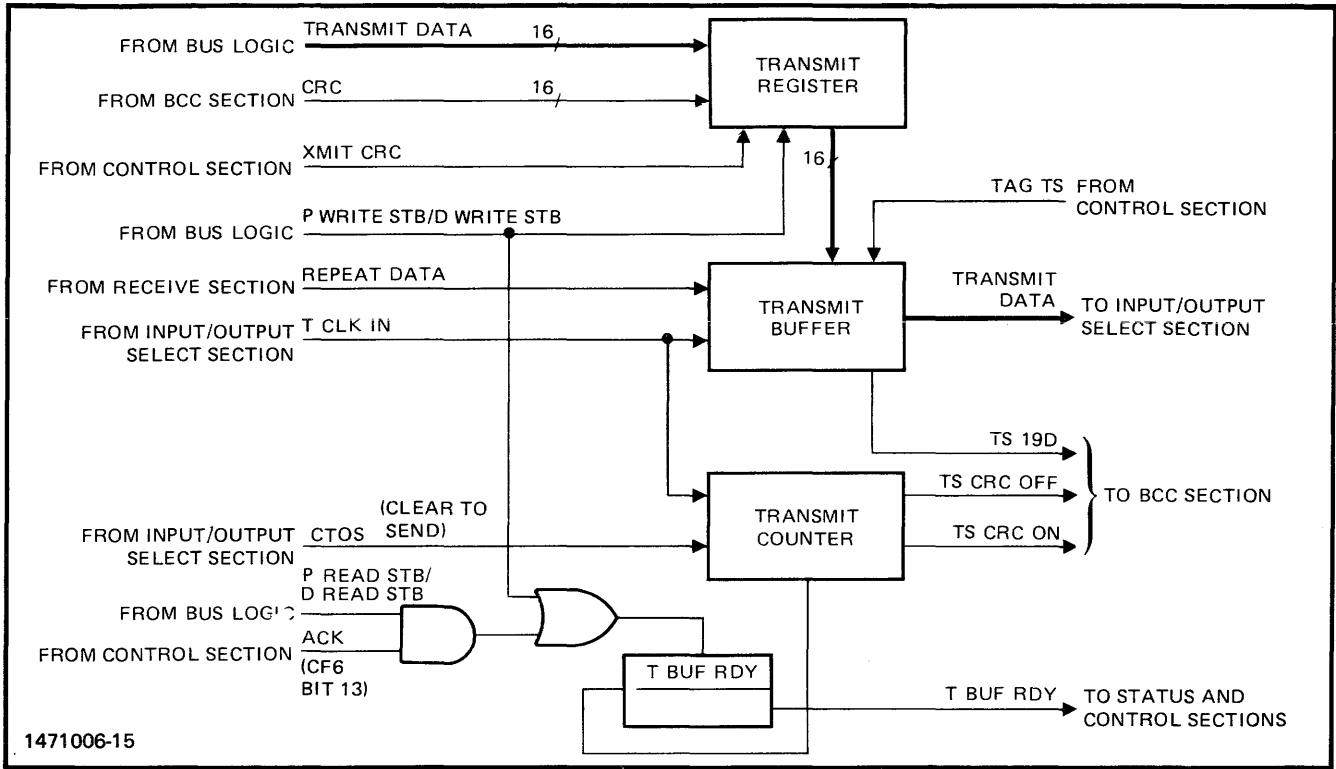 FROM BUS LOGIC
TRANSMIT DATA
16
FROM BCC SECTION
CRC
16
FROM CONTROL SECTION
XMIT CRC
FROM BUS LOGIC
P WRITE STB/D WRITE STB
FROM RECEIVE SECTION
REPEAT DATA
FROM INPUT/OUTPUT
SELECT SECTION
T CLK IN
TRANSMIT
REGISTER
16
TAG TS
FROM
CONTROL SECTION
TRANSMIT
BUFFER
TRANSMIT
DATA
TO INPUT/OUTPUT
SELECT SECTION
TS 19D
TS CRC OFF
TS CRC ON
TO BCC SECTION
TRANSMIT
COUNTER
FROM INPUT/OUTPUT
SELECT SECTION
CTOS
(CLEAR TO
SEND)
P READ STB/
D READ STB
FROM BUS LOGIC
FROM CONTROL SECTION
ACK
(CF6
BIT 13)
T BUF RDY
T BUF RDY
TO STATUS AND
CONTROL SECTIONS
1471006-15